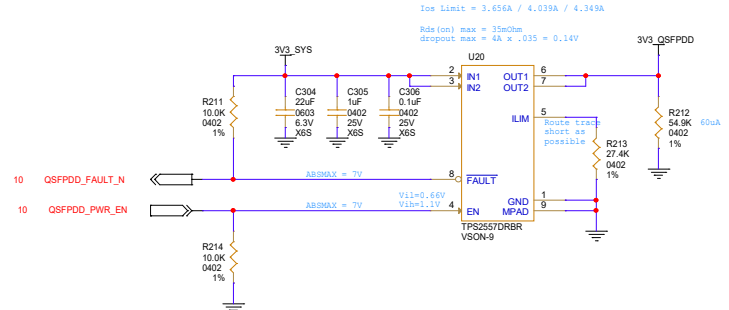 Ios Limit = 3.656A / 4.039A / 4.349A
Rds(on) max = 35mOhm
dropout max = 4A x .035 = 0.14V
3V3_SYS
3V3_QSFPDD
U20
2 IN1 OUT1 6
3 IN2 OUT2 7
R211
10.0K
0402
1%
C304
22uF
0603
6.3V
X6S
C305
1uF
0402
25V
X6S
C306
0.1uF
0402
25V
X6S
ILIM 5
Route trace
short as
possible
R212
54.9K
0402
1%
60uA
R213
27.4K
0402
1%
10 QSFPDD_FAULT_N
ABSMAX = 7V
8 FAULT
10 QSFPDD_PWR_EN
ABSMAX = 7V
Vil=0.66V
Vih=1.1V
4 EN
GND 1
MPAD 9
TPS2557DRBR
VSON-9
R214
10.0K
0402
1%